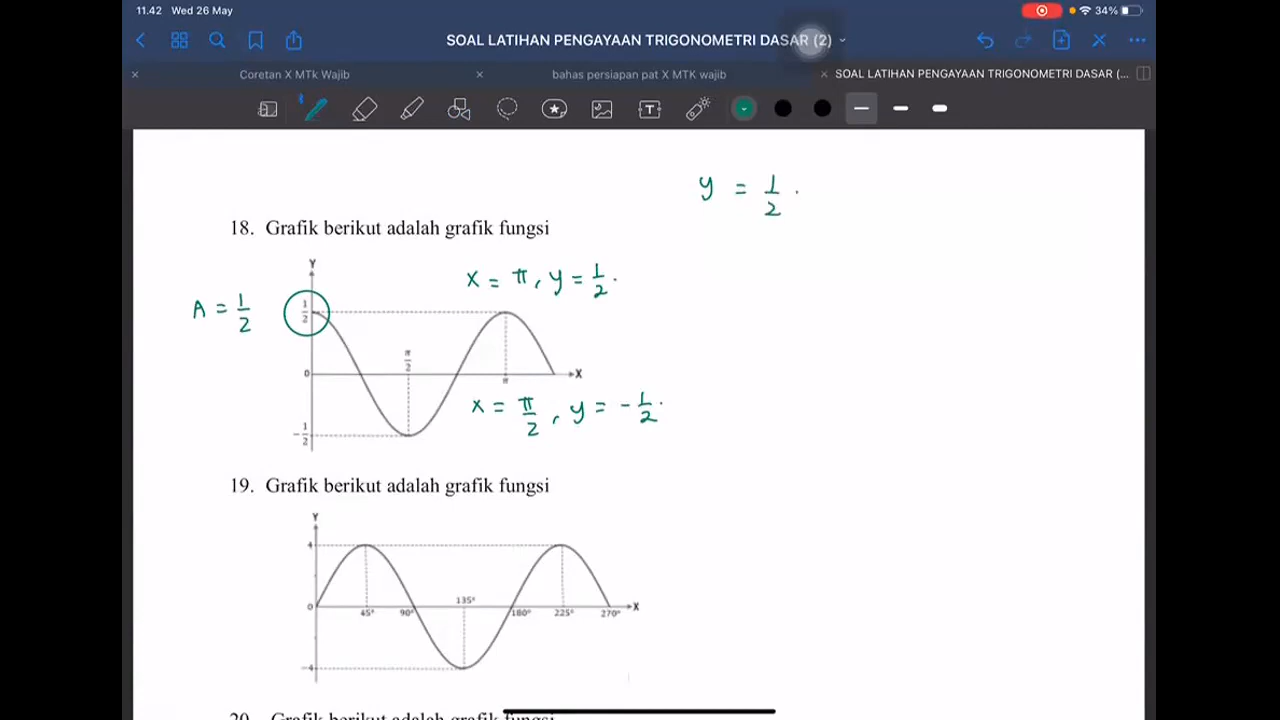 11.42 Wed 26 May
34%
SOAL LATIHAN PENGAYAAN TRIGONOMETRI DASAR (2)
Coretan X MTk Wajib
bahas persiapan pat X MTK wajib
SOAL LATIHAN PENGAYAAN TRIGONOMETRI DASAR (...
y = 1/2 .
18. Grafik berikut adalah grafik fungsi
Y
x = π, y = 1/2 .
A = 1/2
1/2
π/2
0
X
π
x = π/2, y = -1/2 .
-1/2
19. Grafik berikut adalah grafik fungsi
Y
4
135°
0
45°
90°
180°
225°
270°
X
-4
20. Grafik berikut adalah grafik fungsi